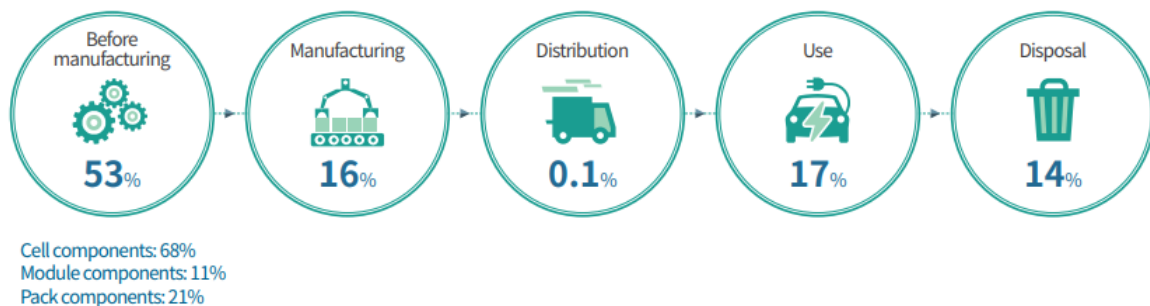 Before
manufacturing
53%
Manufacturing
16%
Distribution
0.1%
Use
17%
Disposal
14%
Cell components: 68%
Module components: 11%
Pack components: 21%